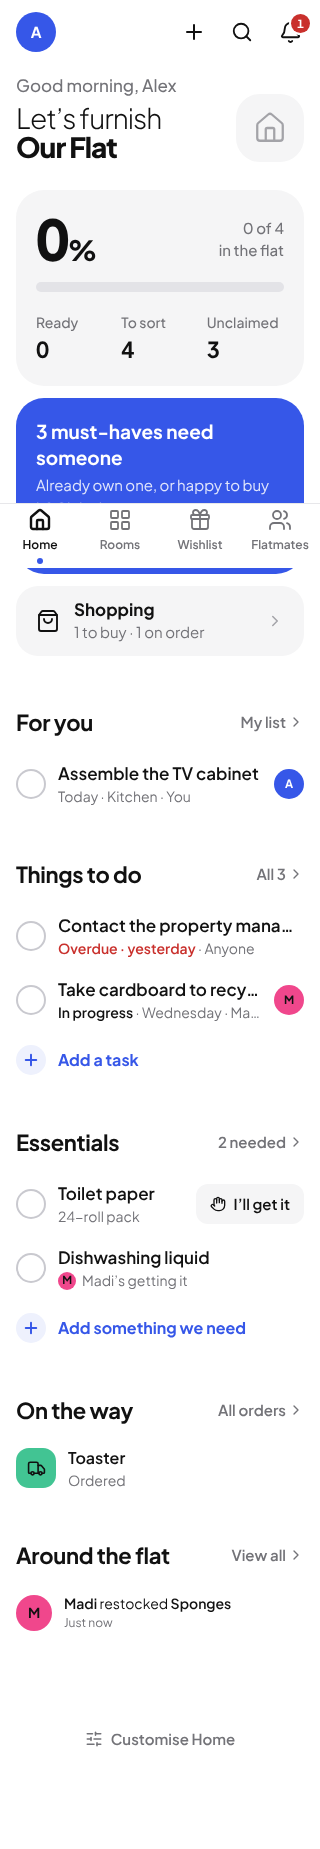 A
1
Good morning, Alex
Let’s furnish
Our Flat
0%
0 of 4
in the flat
Ready
To sort
Unclaimed
0
4
3
3 must-haves need
someone
Already own one, or happy to buy
Home
Rooms
Wishlist
Flatmates
Shopping
1 to buy · 1 on order
For you
My list
Assemble the TV cabinet
Today · Kitchen · You
A
Things to do
All 3
Contact the property mana…
Overdue · yesterday · Anyone
Take cardboard to recy…
In progress · Wednesday · Ma…
M
Add a task
Essentials
2 needed
Toilet paper
24–roll pack
I’ll get it
Dishwashing liquid
M Madi’s getting it
Add something we need
On the way
All orders
Toaster
Ordered
Around the flat
View all
M
Madi restocked Sponges
Just now
Customise Home